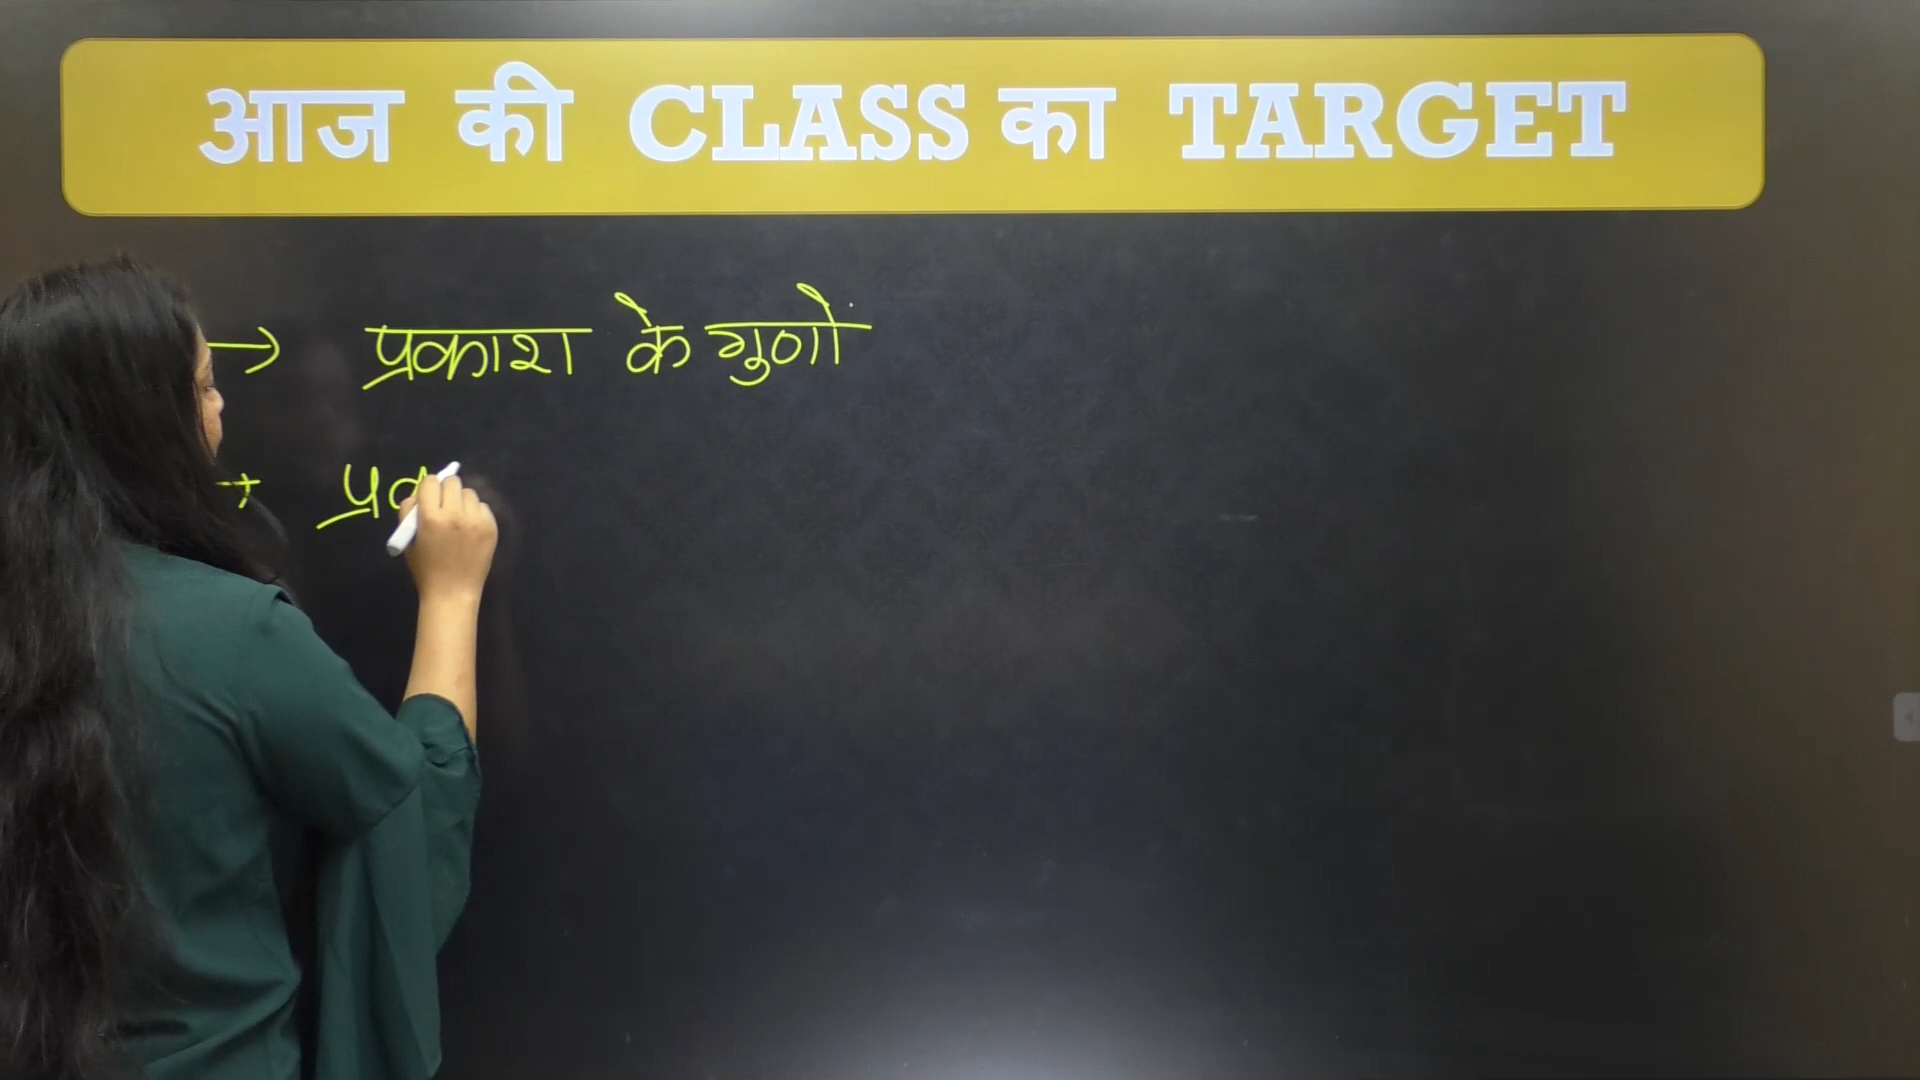 आज की CLASS का TARGET
→ प्रकाश के गुणो
→